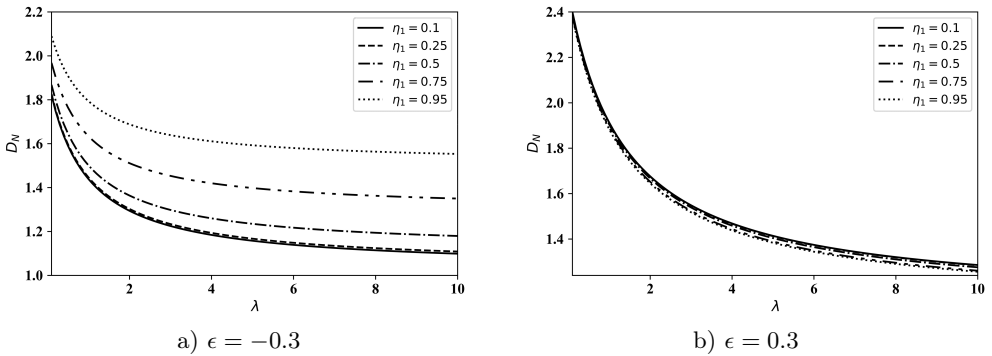 2.2
2.0
1.8
1.6
1.4
1.2
1.0
D_N
2
4
6
8
10
λ
η₁ = 0.1
η₁ = 0.25
η₁ = 0.5
η₁ = 0.75
η₁ = 0.95
a) ϵ = −0.3
2.4
2.2
2.0
1.8
1.6
1.4
D_N
2
4
6
8
10
λ
η₁ = 0.1
η₁ = 0.25
η₁ = 0.5
η₁ = 0.75
η₁ = 0.95
b) ϵ = 0.3